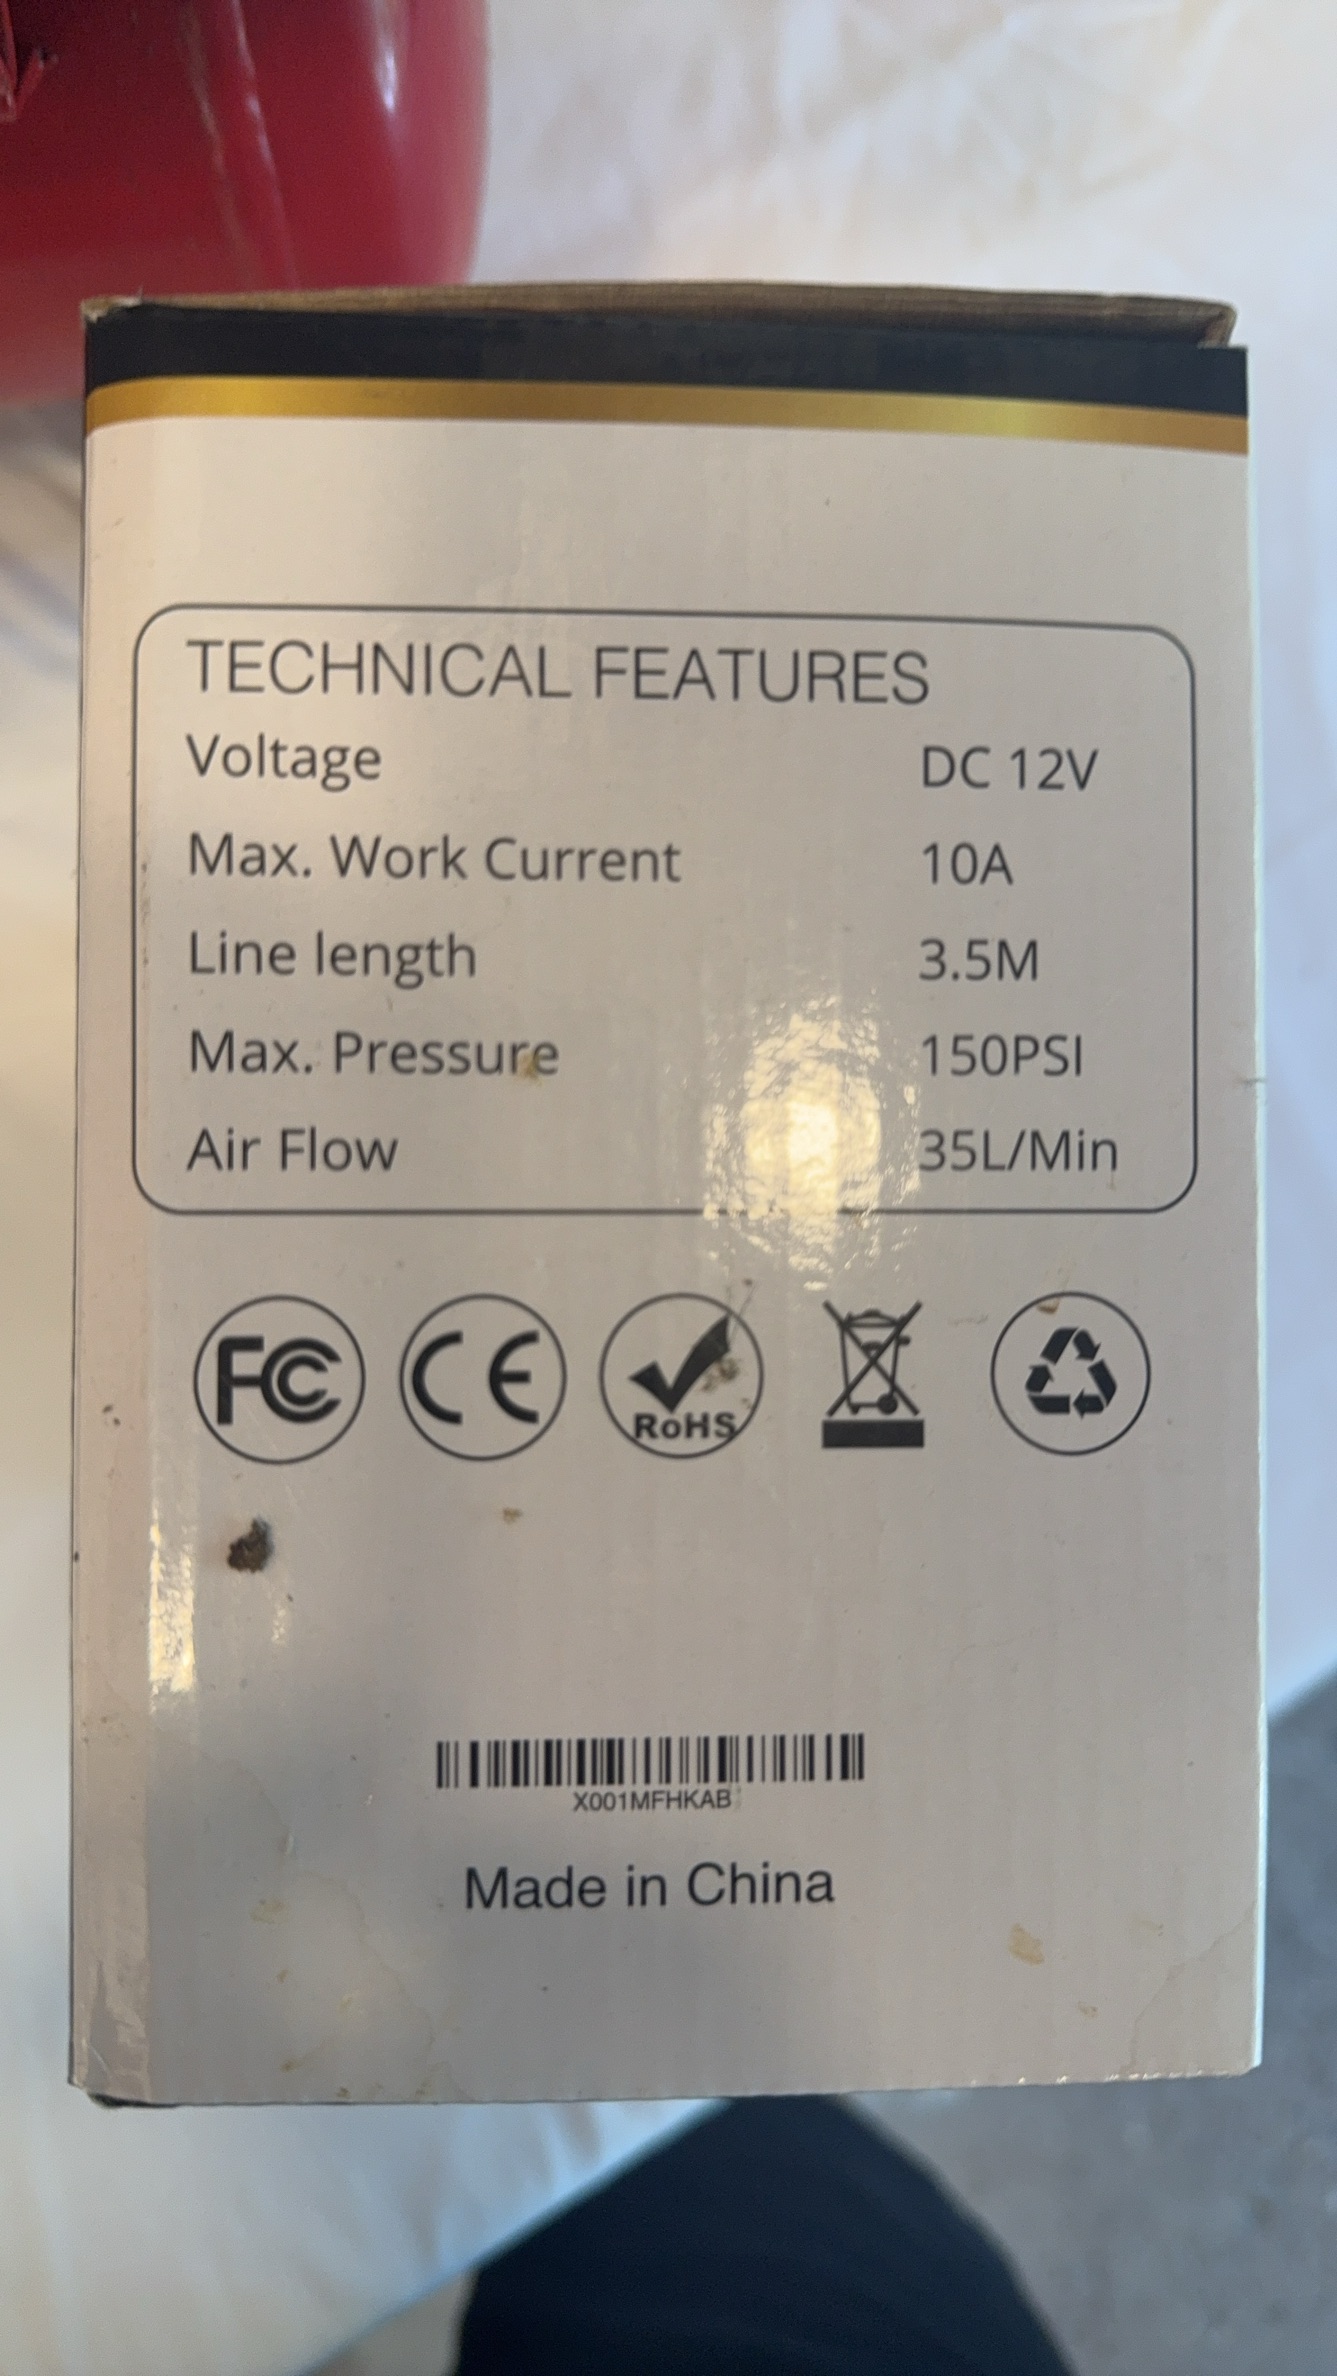 TECHNICAL FEATURES
Voltage DC 12V
Max. Work Current 10A
Line length 3.5M
Max. Pressure 150PSI
Air Flow 35L/Min
FC CE RoHS
X001MFHKAB
Made in China